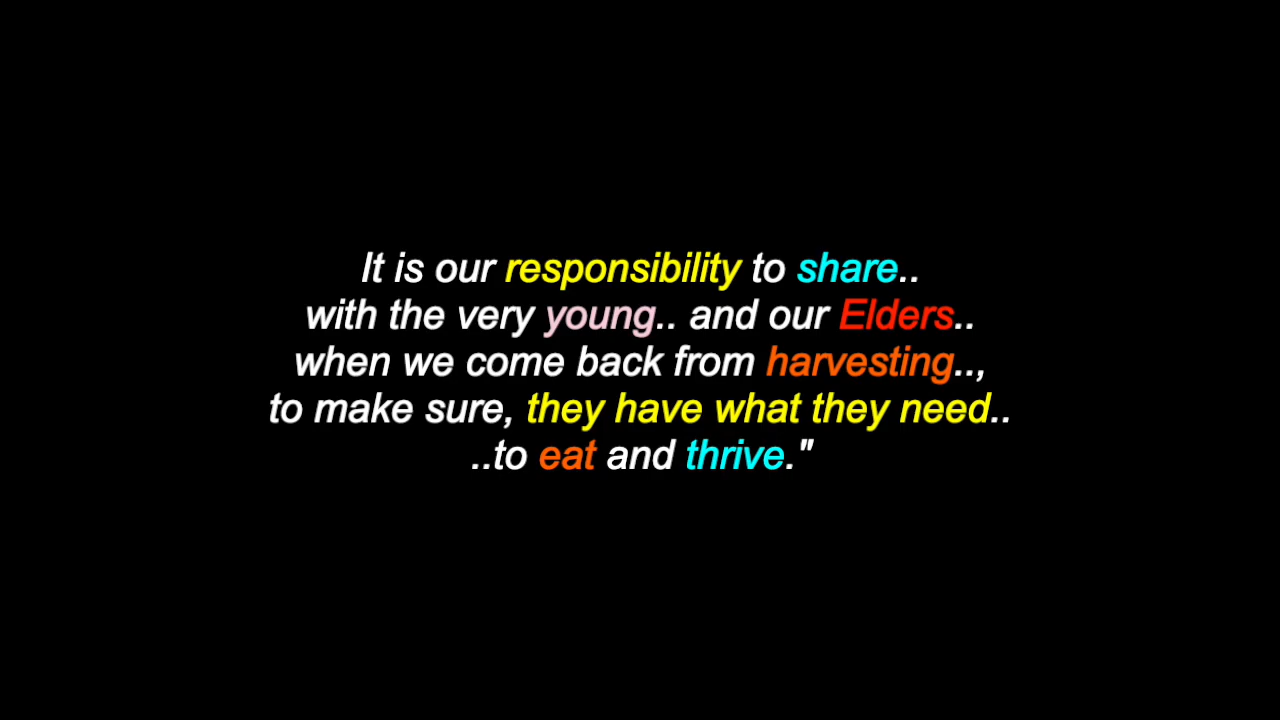 It is our responsibility to share..
with the very young.. and our Elders..
when we come back from harvesting..,
to make sure, they have what they need..
..to eat and thrive."